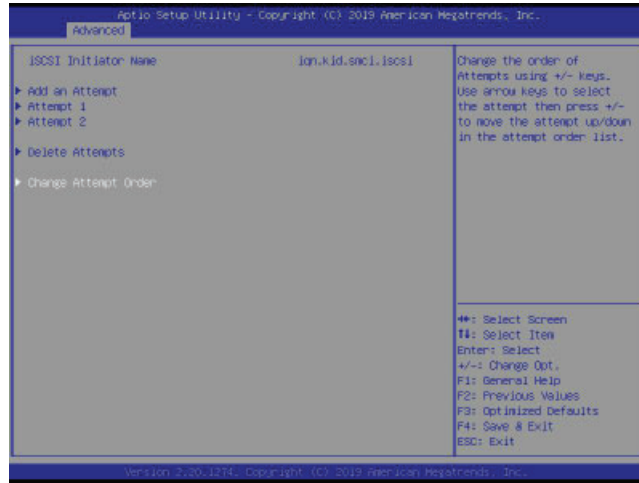 Aptio Setup Utility - Copyright (C) 2019 American Megatrends, Inc.
Advanced
iSCSI Initiator Name iqn.kid.smci.iscsi
Add an Attempt
Attempt 1
Attempt 2
Delete Attempts
Change Attempt Order
Change the order of
Attempts using +/- keys.
Use arrow keys to select
the attempt then press +/-
to move the attempt up/down
in the attempt order list.
→←: Select Screen
↑↓: Select Item
Enter: Select
+/-: Change Opt.
F1: General Help
F2: Previous Values
F3: Optimized Defaults
F4: Save & Exit
ESC: Exit
Version 2.20.1274. Copyright (C) 2019 American Megatrends, Inc.